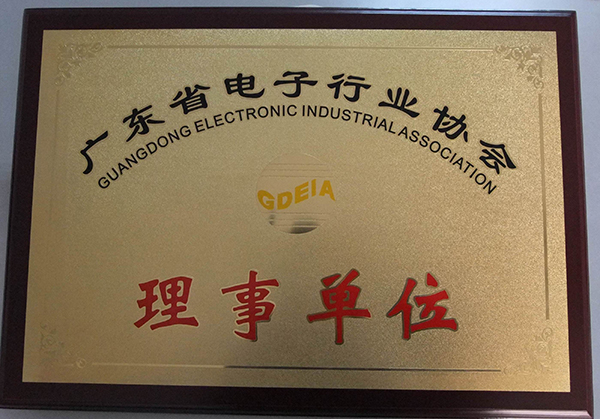 广东省电子行业协会
GUANGDONG ELECTRONIC INDUSTRIAL ASSOCIATION
GDEIA
理事单位